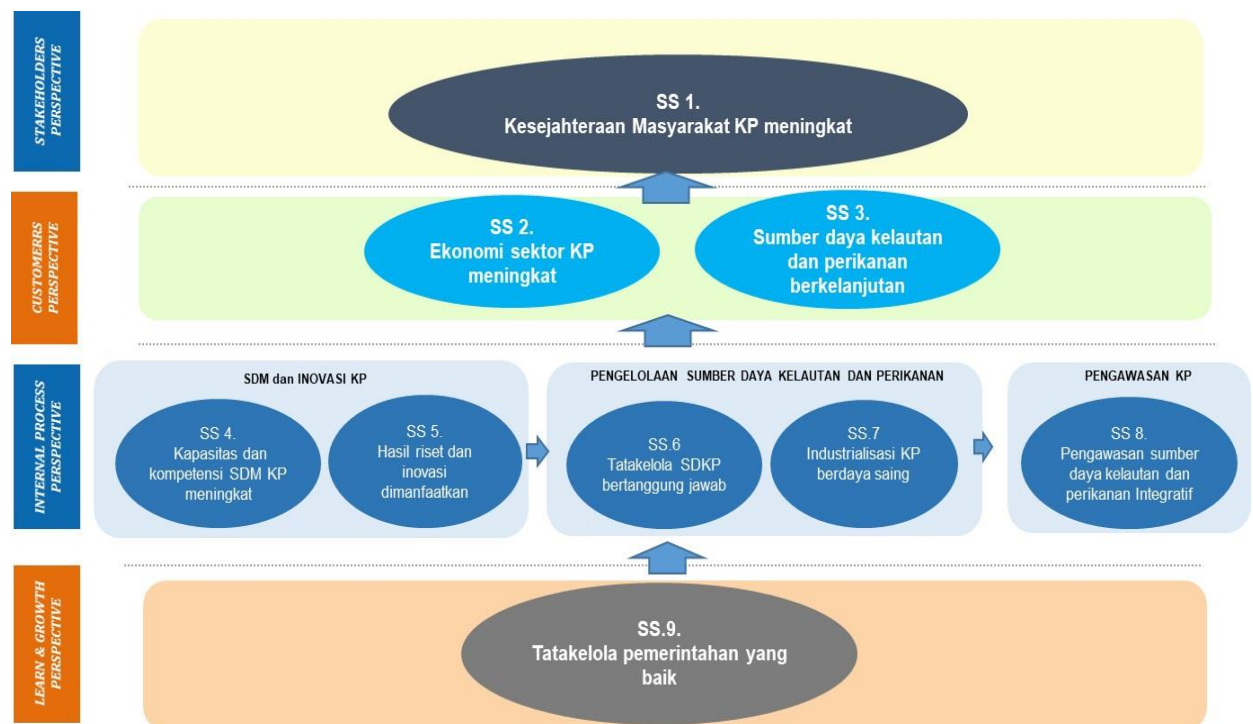 STAKEHOLDERS
PERSPECTIVE
SS 1.
Kesejahteraan Masyarakat KP meningkat
CUSTOMERRS
PERSPECTIVE
SS 2.
Ekonomi sektor KP
meningkat
SS 3.
Sumber daya kelautan
dan perikanan
berkelanjutan
INTERNAL PROCESS
PERSPECTIVE
SDM dan INOVASI KP
SS 4.
Kapasitas dan
kompetensi SDM KP
meningkat
SS 5.
Hasil riset dan
inovasi
dimanfaatkan
PENGELOLAAN SUMBER DAYA KELAUTAN DAN PERIKANAN
SS.6
Tatakelola SDKP
bertanggung jawab
SS.7
Industrialisasi KP
berdaya saing
PENGAWASAN KP
SS 8.
Pengawasan sumber
daya kelautan dan
perikanan Integratif
LEARN & GROWTH
PERSPECTIVE
SS.9.
Tatakelola pemerintahan yang
baik